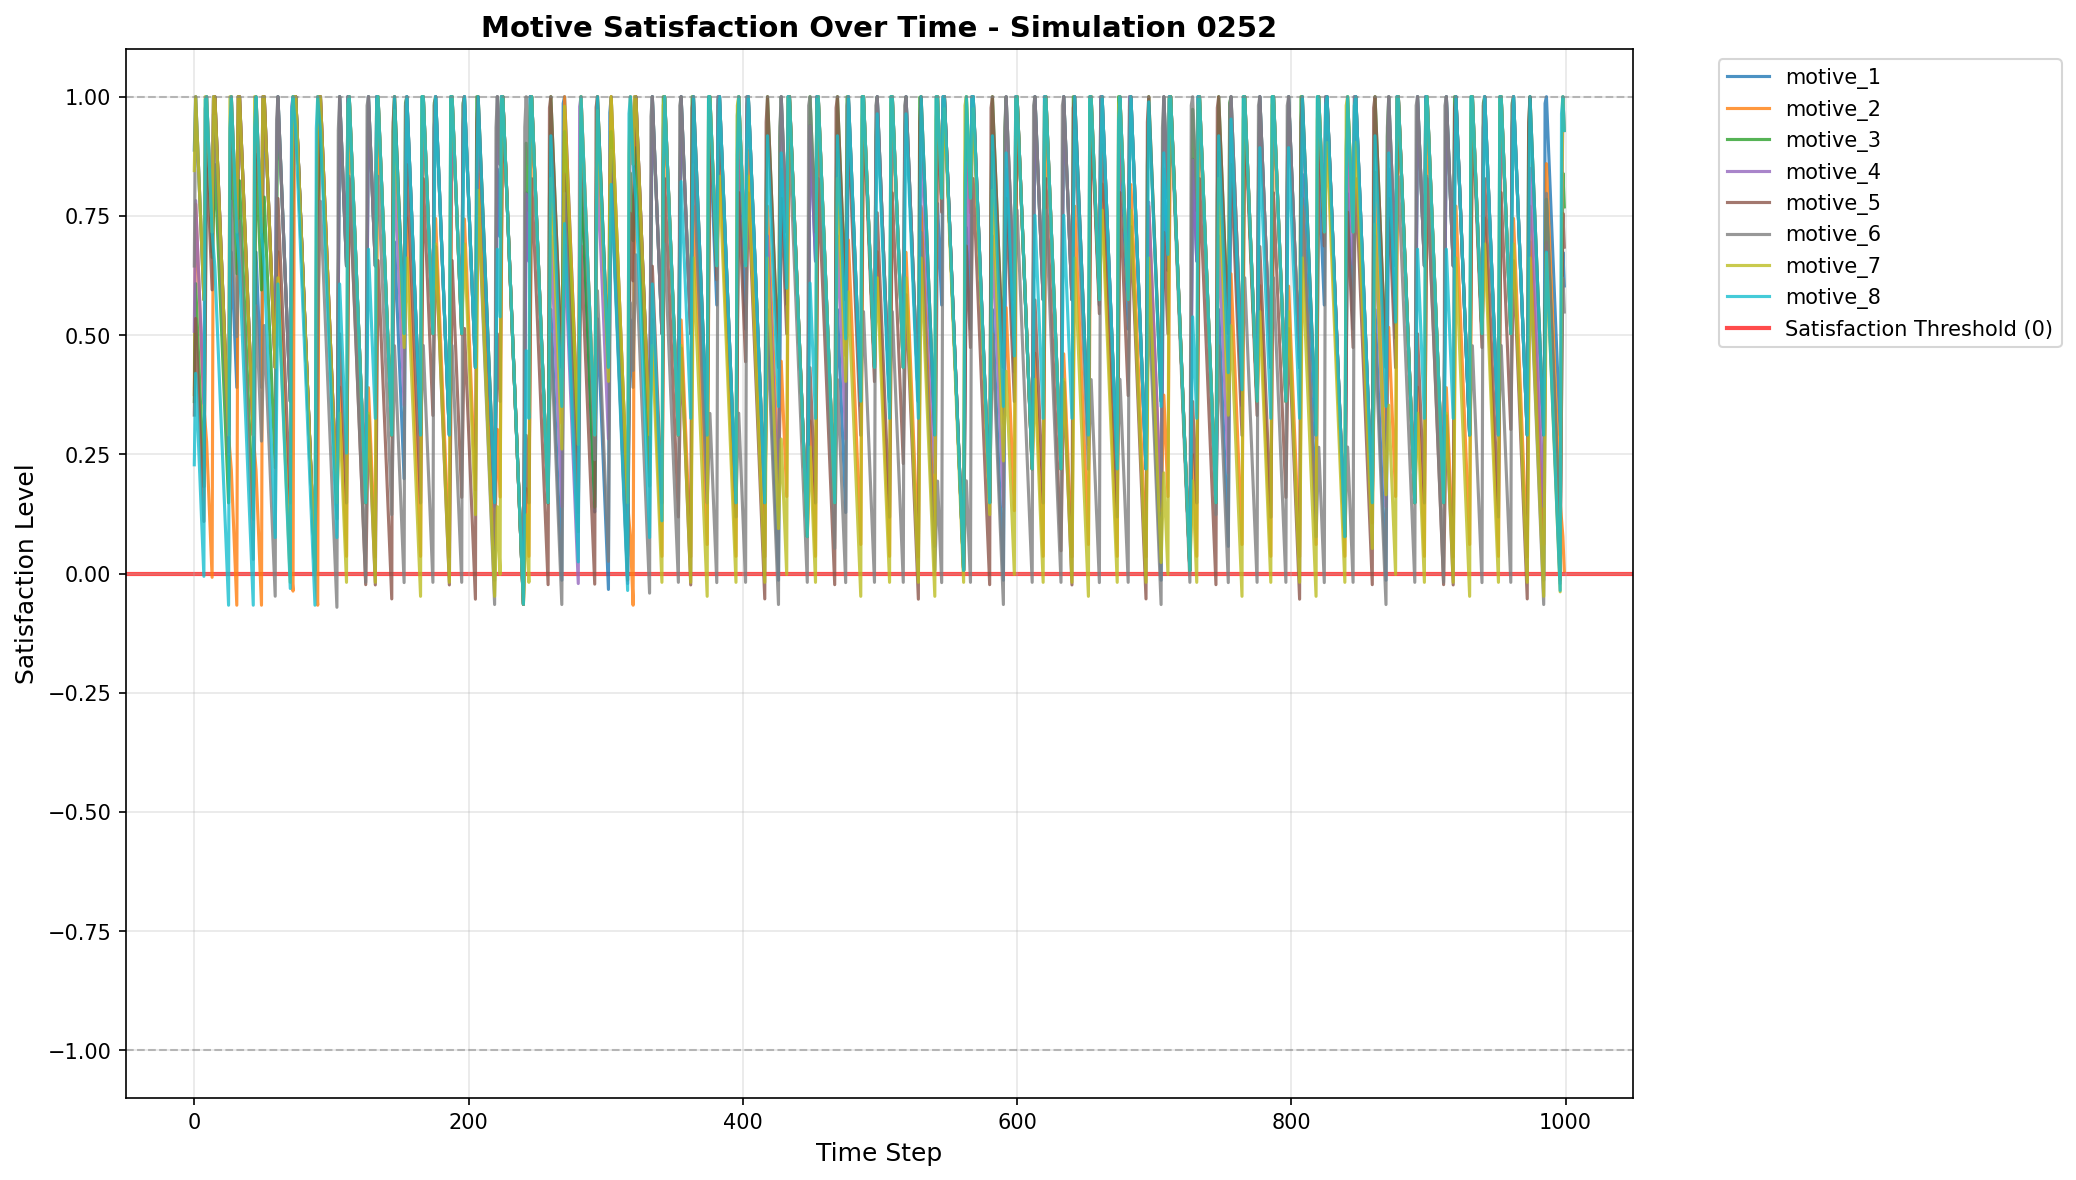 Motive Satisfaction Over Time - Simulation 0252
1.00
0.75
0.50
0.25
0.00
−0.25
−0.50
−0.75
−1.00
Satisfaction Level
0
200
400
600
800
1000
Time Step
motive_1
motive_2
motive_3
motive_4
motive_5
motive_6
motive_7
motive_8
Satisfaction Threshold (0)